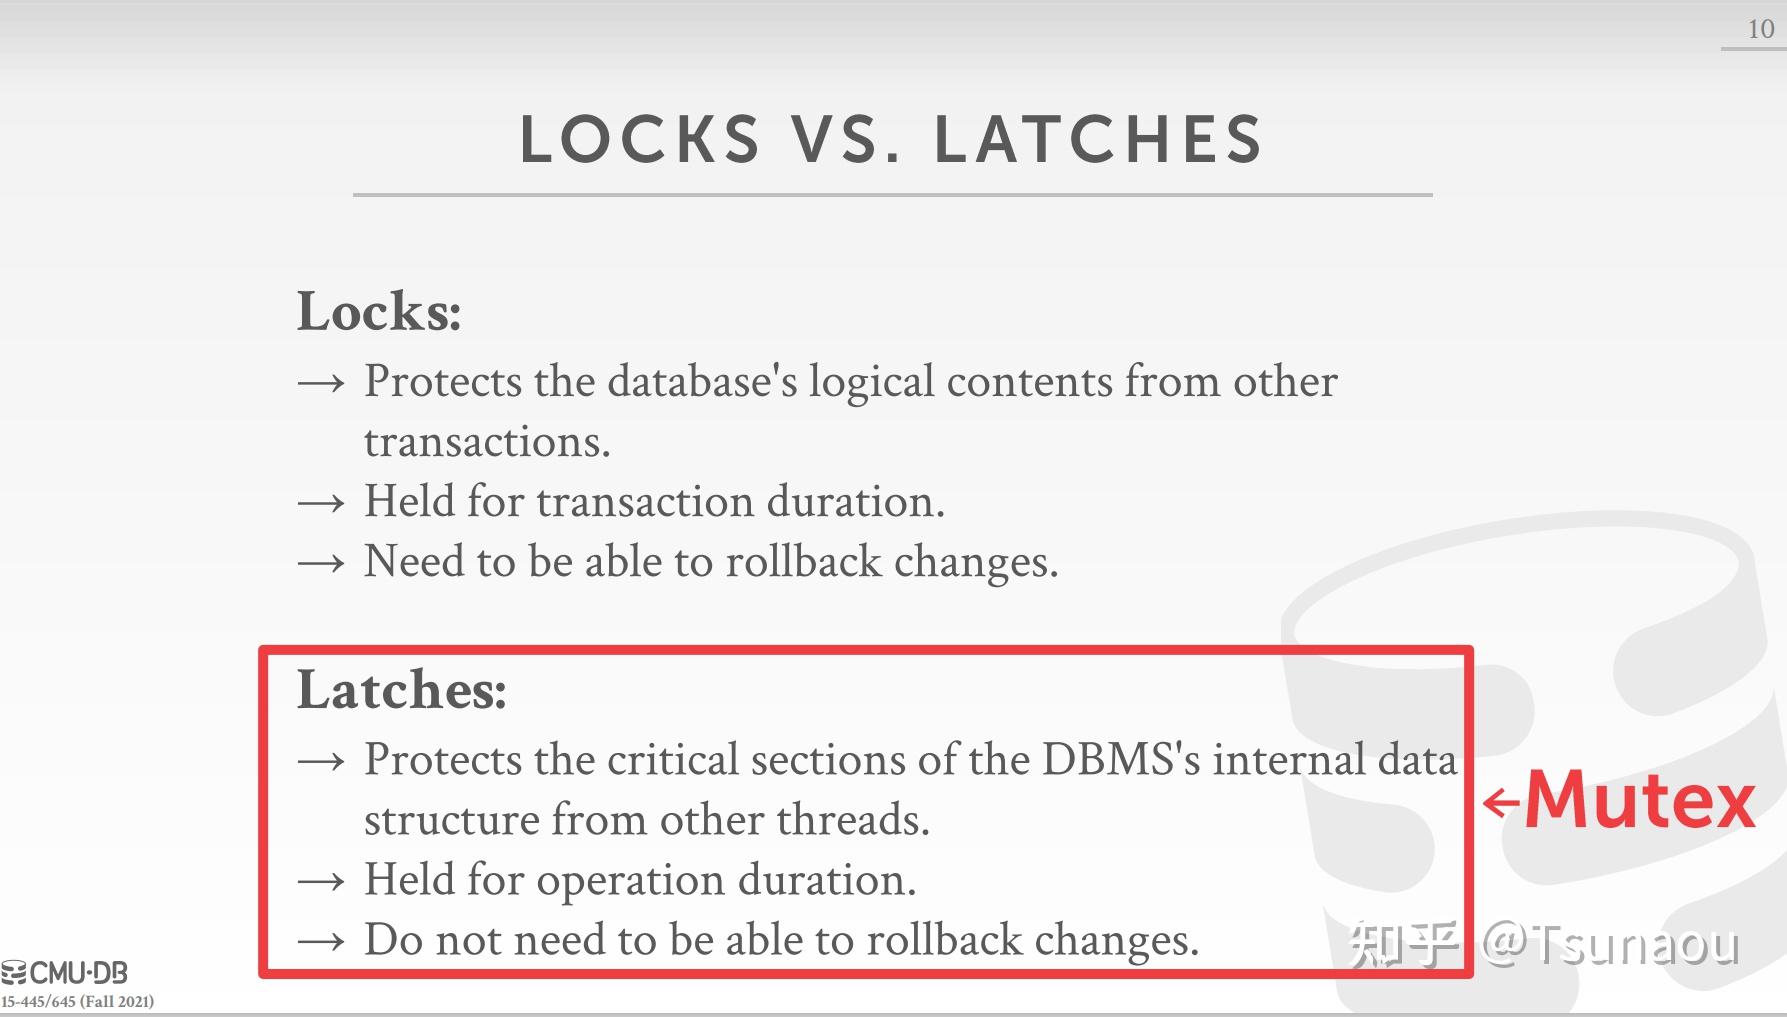 10
LOCKS VS. LATCHES
Locks:
→ Protects the database's logical contents from other
transactions.
→ Held for transaction duration.
→ Need to be able to rollback changes.
Latches:
→ Protects the critical sections of the DBMS's internal data
structure from other threads.
→ Held for operation duration.
→ Do not need to be able to rollback changes.
←Mutex
知乎 @Tsunaou
CMU·DB
15-445/645 (Fall 2021)